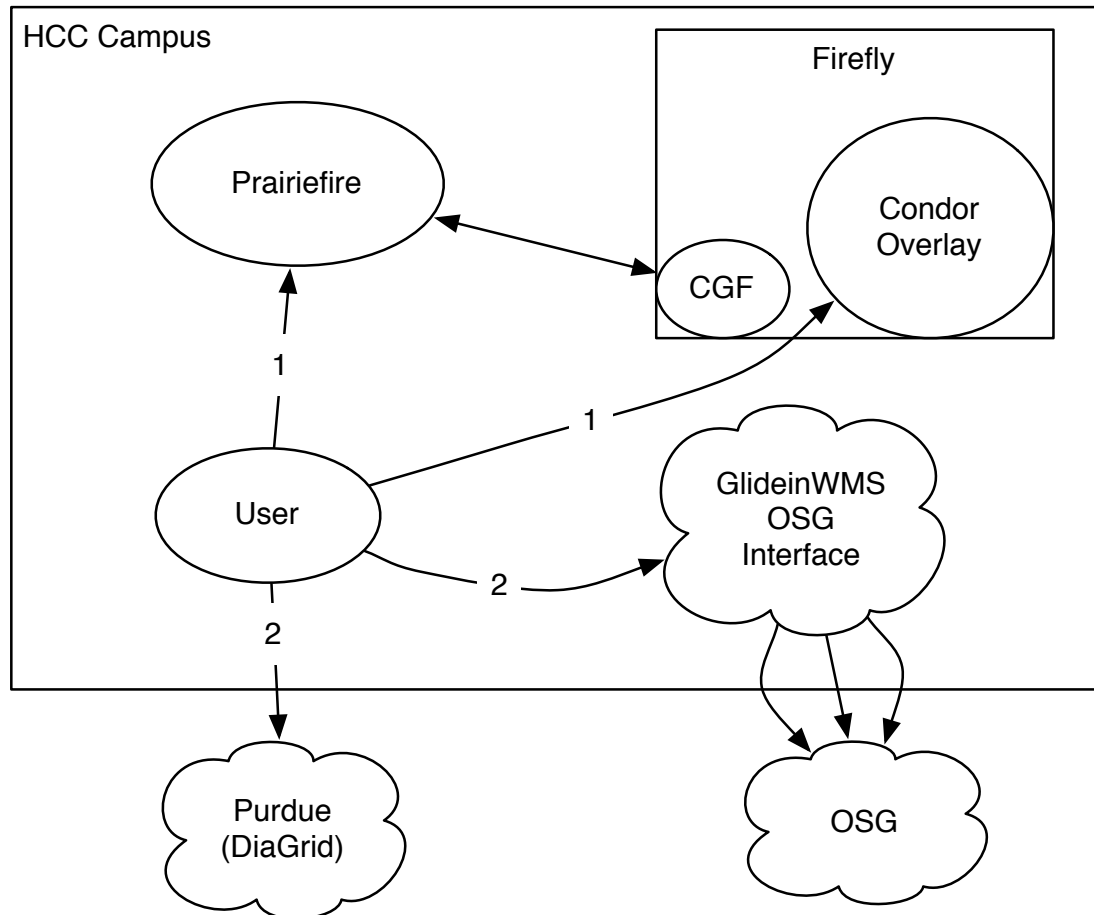 HCC Campus
Firefly
Prairiefire
Condor
Overlay
CGF
1
1
GlideinWMS
OSG
Interface
User
2
2
Purdue
(DiaGrid)
OSG